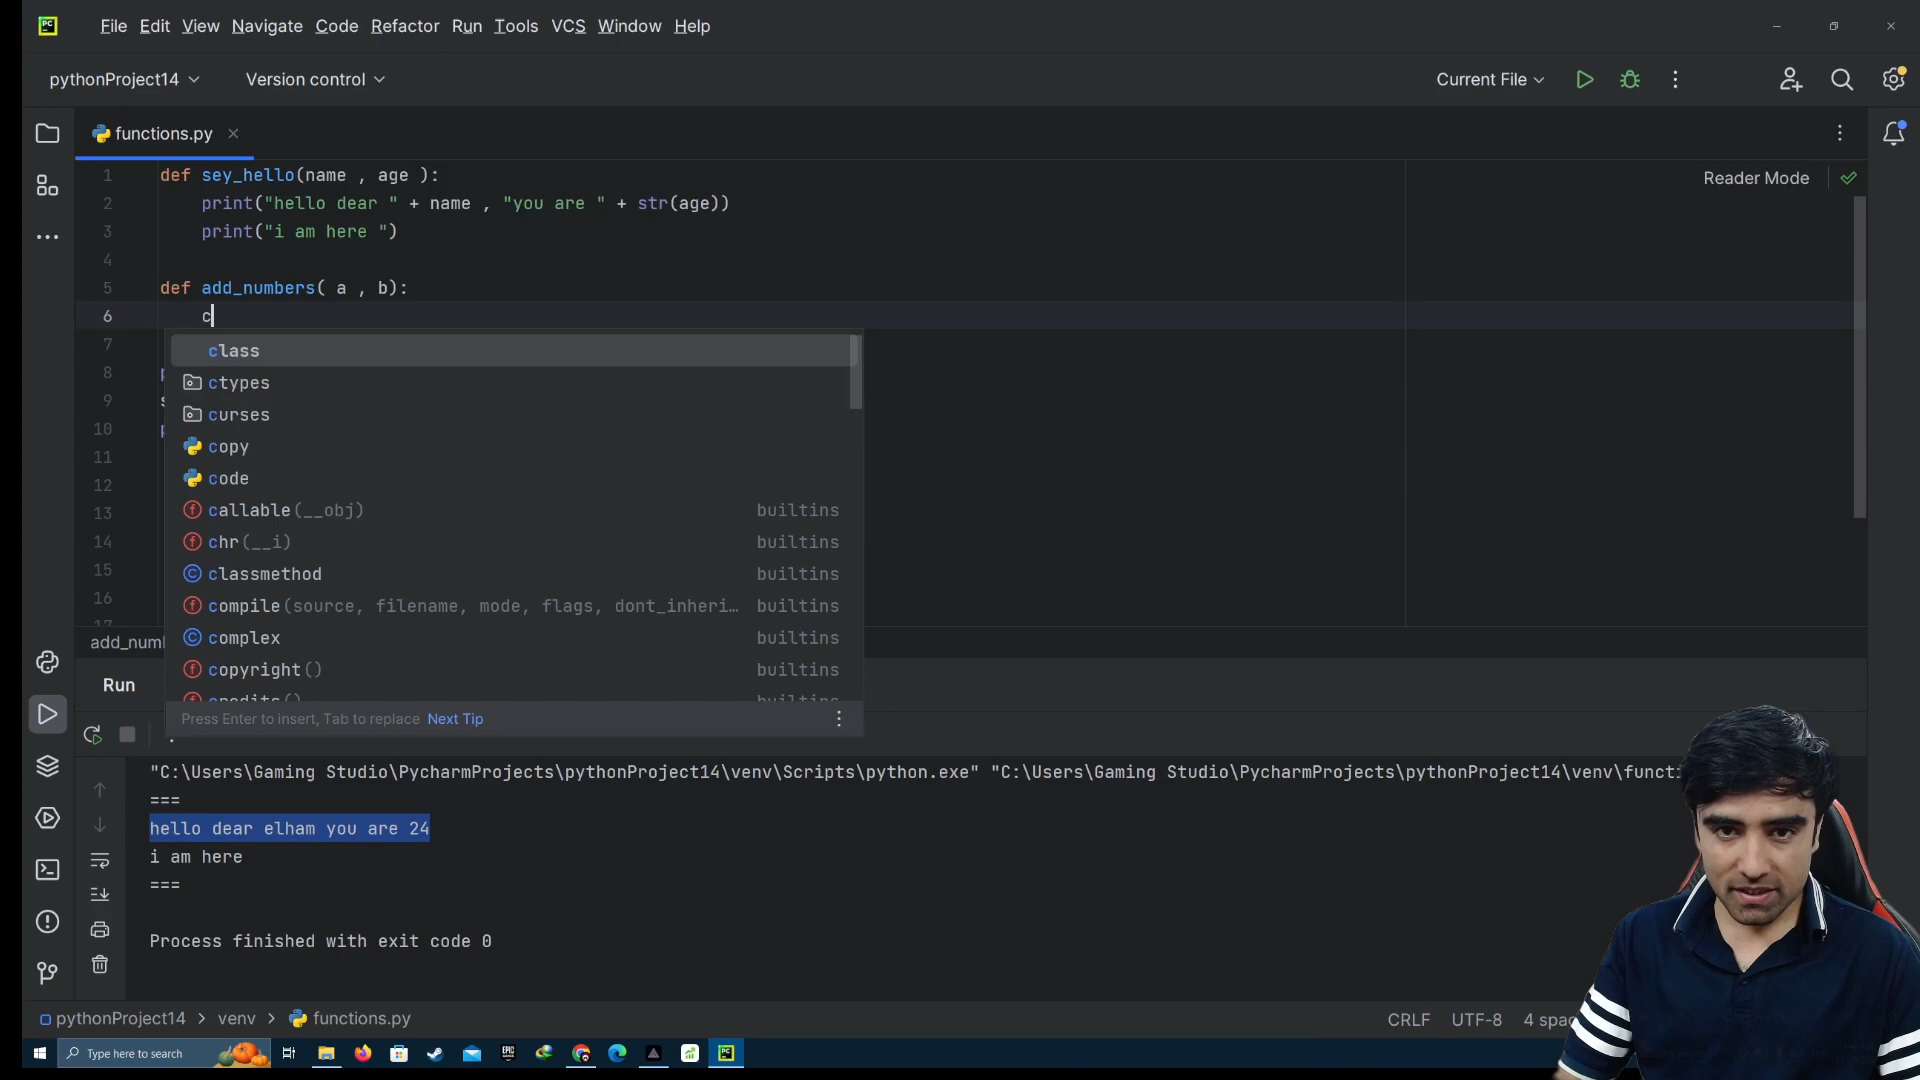 PC File Edit View Navigate Code Refactor Run Tools VCS Window Help
pythonProject14 Version control Current File
functions.py
Reader Mode
1 def sey_hello(name , age ):
2 print("hello dear " + name , "you are " + str(age))
3 print("i am here ")
4
5 def add_numbers( a , b):
6 c
7
8 p
9 s
10 p
11
12
13
14
15
16
17
class
ctypes
curses
copy
code
callable(__obj) builtins
chr(__i) builtins
classmethod builtins
compile(source, filename, mode, flags, dont_inheri… builtins
complex builtins
copyright() builtins
credits() builtins
Press Enter to insert, Tab to replace Next Tip
add_num
Run
"C:\Users\Gaming Studio\PycharmProjects\pythonProject14\venv\Scripts\python.exe" "C:\Users\Gaming Studio\PycharmProjects\pythonProject14\venv\functi
===
hello dear elham you are 24
i am here
===
Process finished with exit code 0
pythonProject14 > venv > functions.py CRLF UTF-8 4 spac
Type here to search EPIC PC